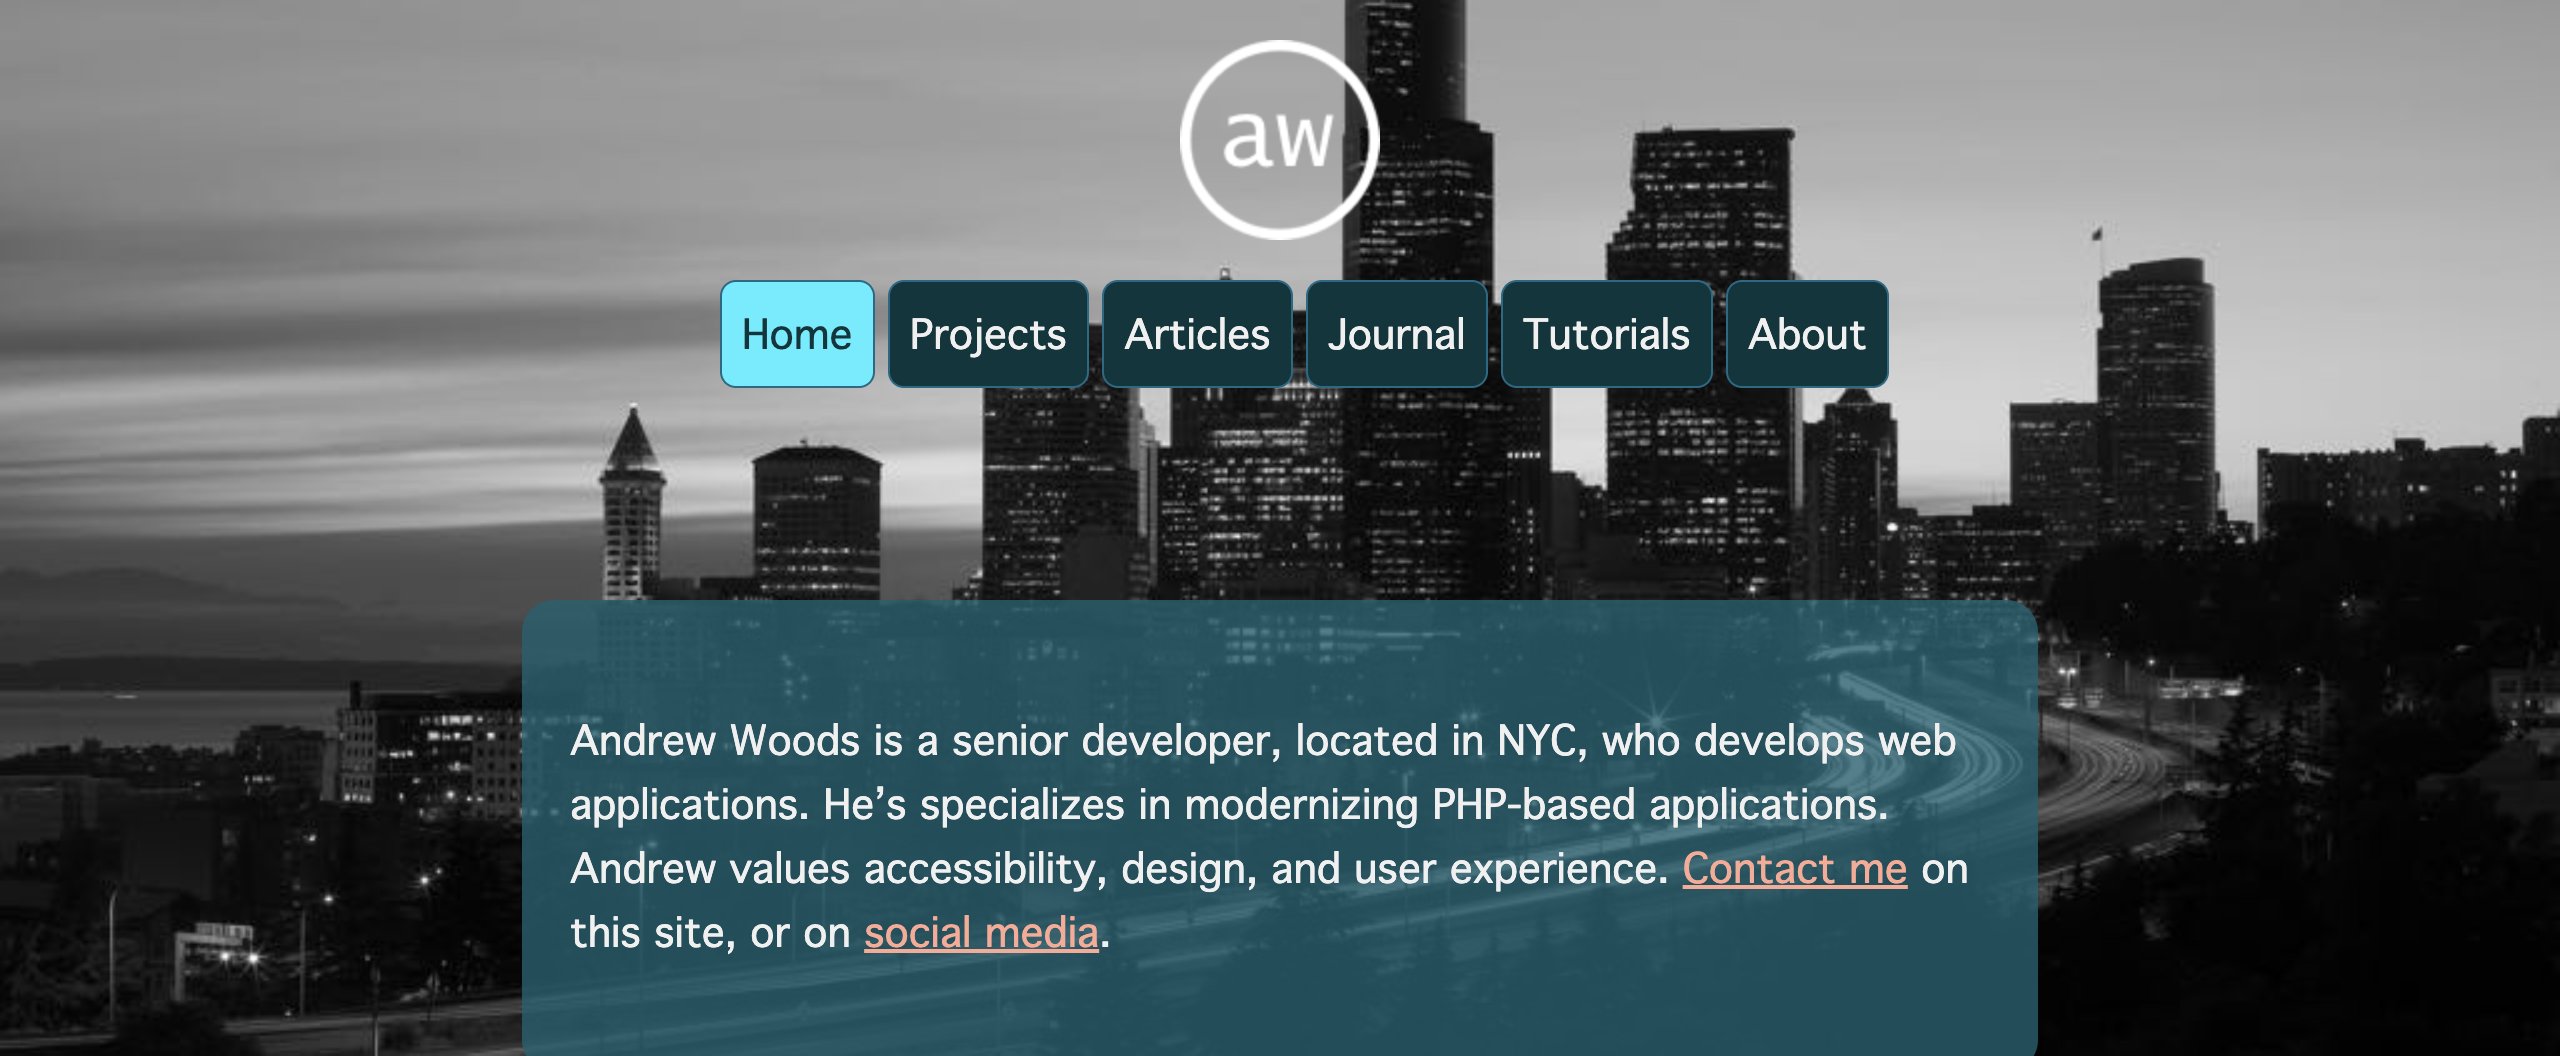 aw
Home Projects Articles Journal Tutorials About
Andrew Woods is a senior developer, located in NYC, who develops web
applications. He’s specializes in modernizing PHP-based applications.
Andrew values accessibility, design, and user experience. Contact me on
this site, or on social media.